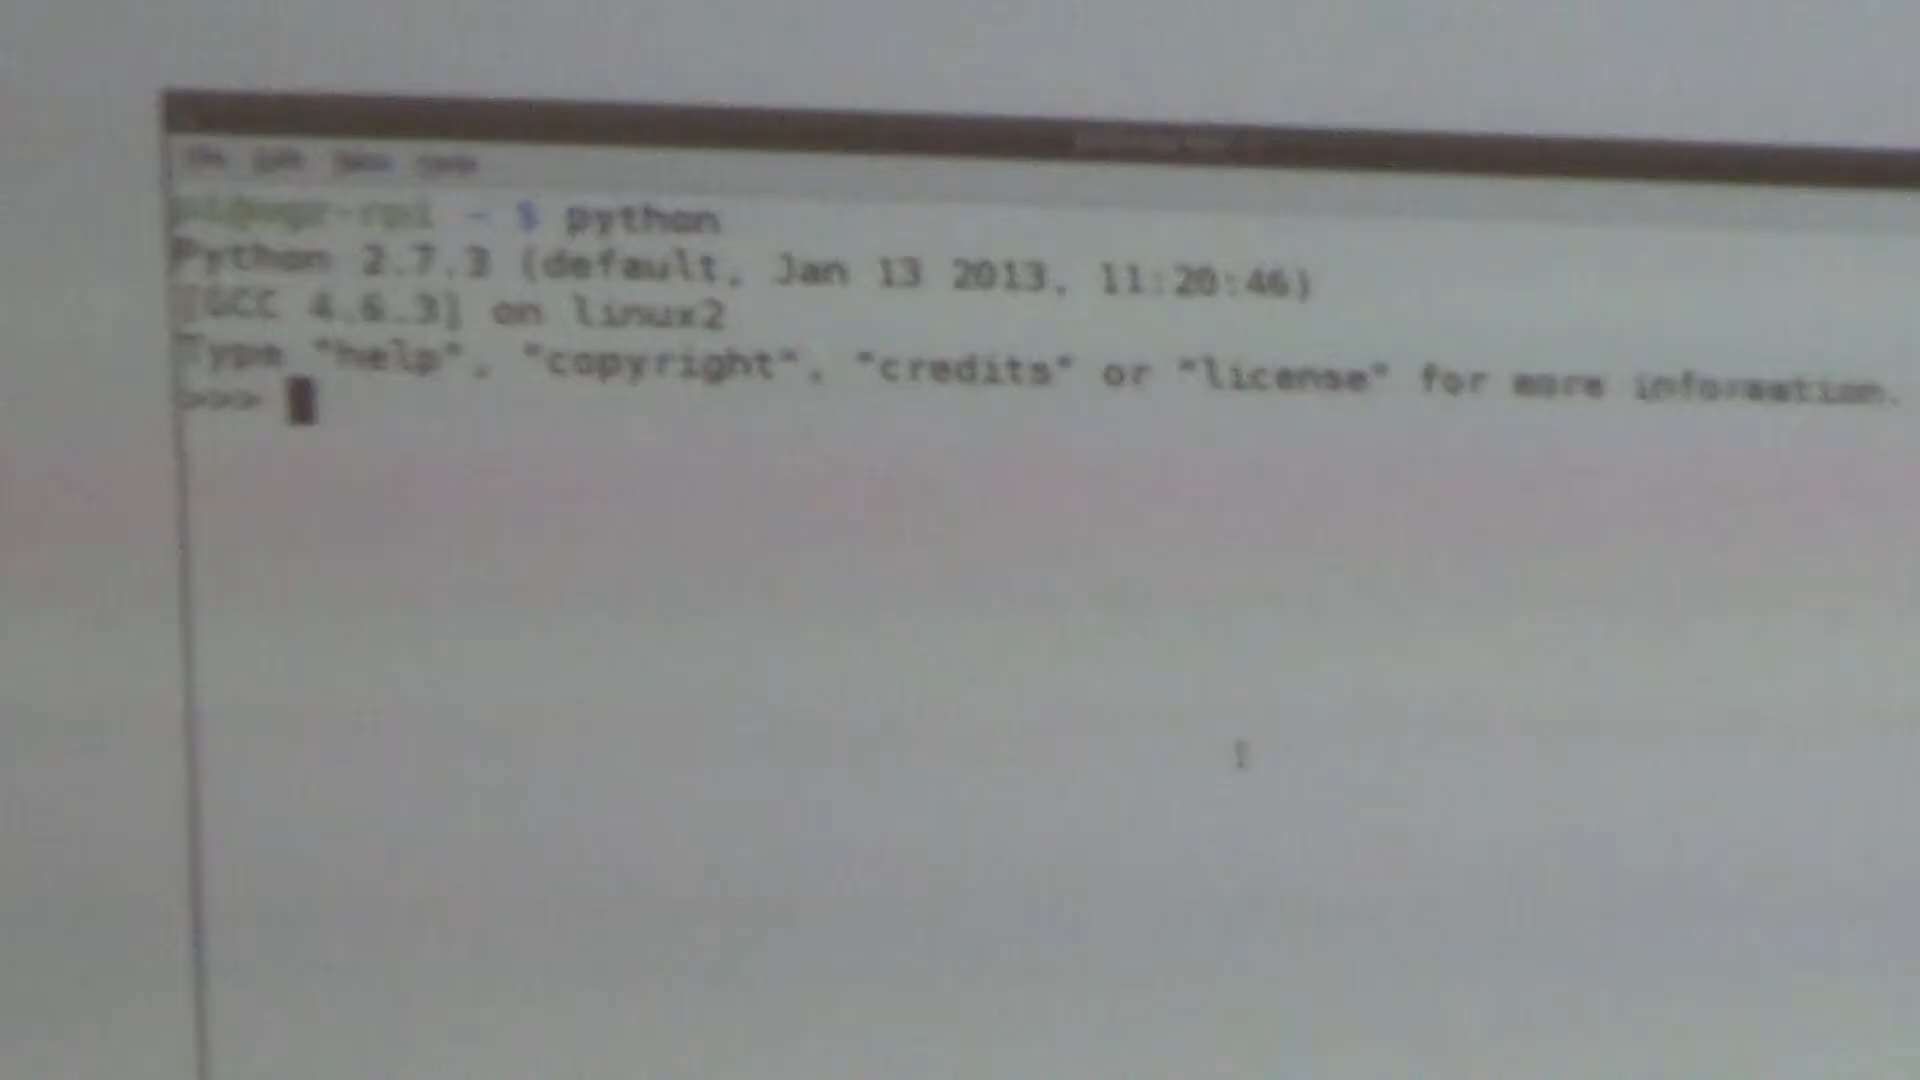 ~ $ python
Python 2.7.3 (default, Jan 13 2013, 11:20:46)
[GCC 4.6.3] on linux2
Type "help", "copyright", "credits" or "license" for more information.
>>>